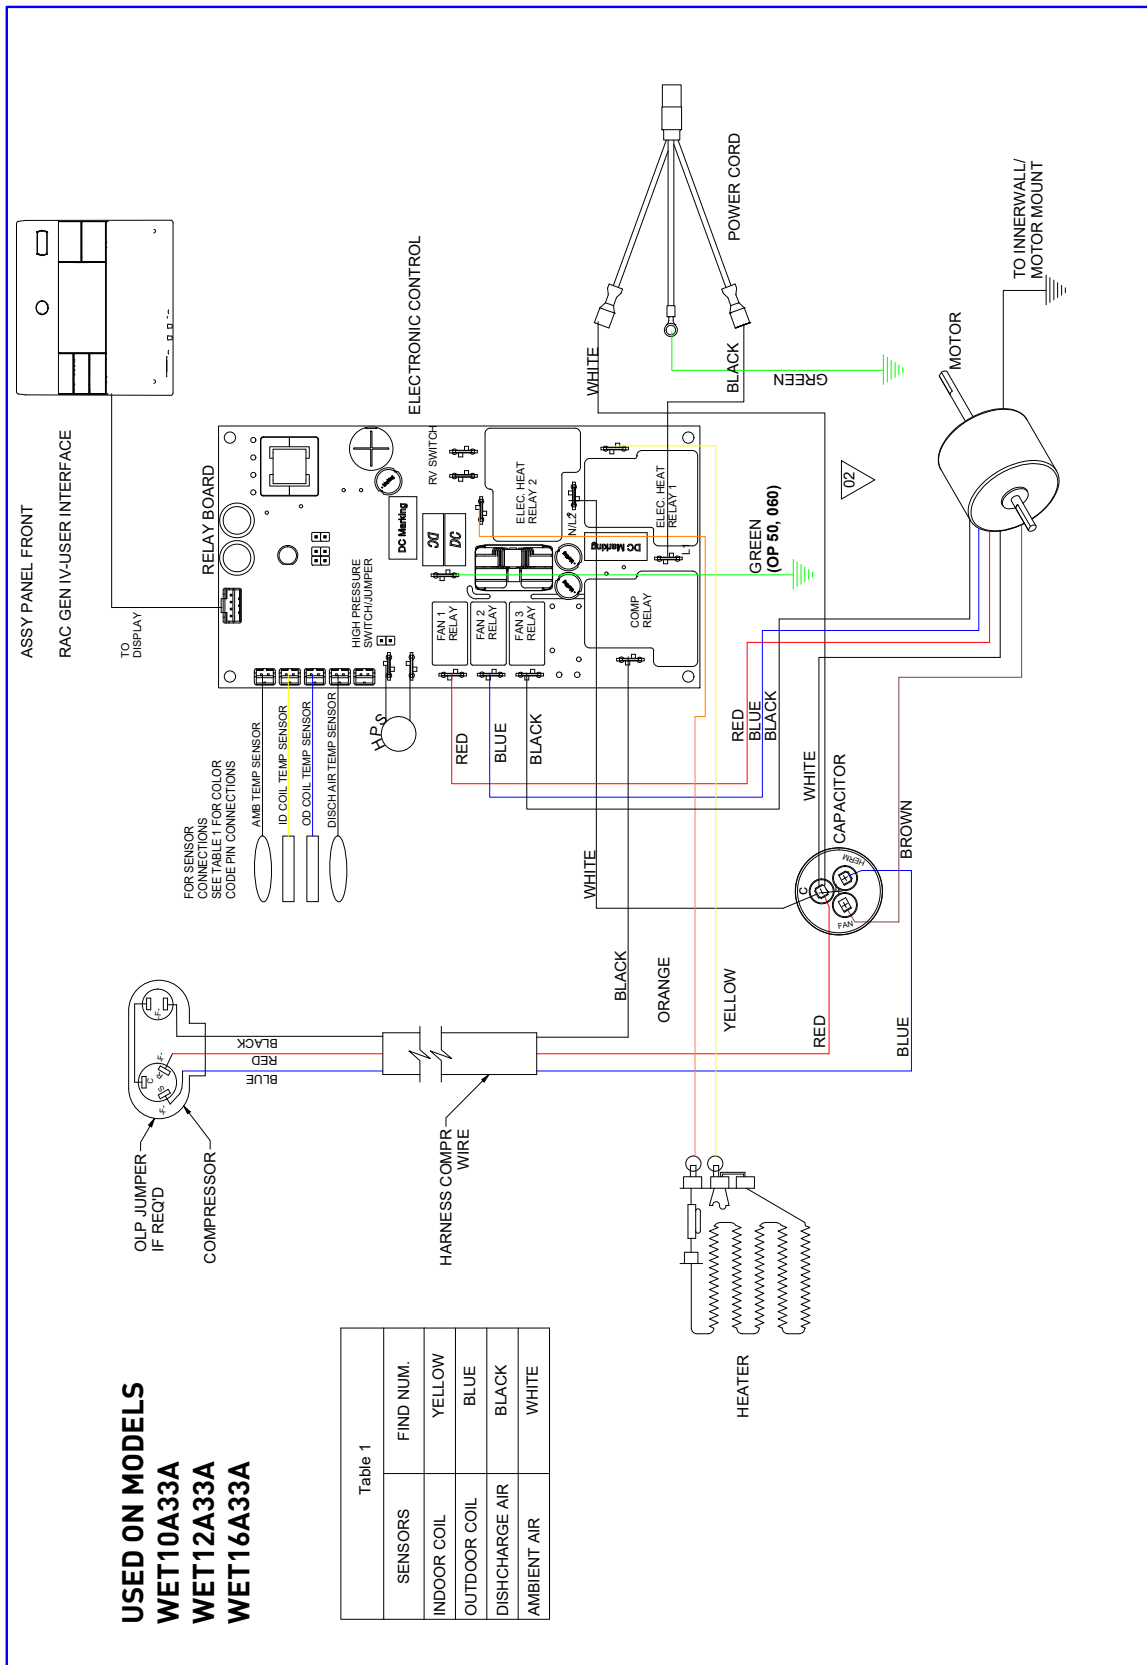 ASSY PANEL FRONT
RAC GEN IV-USER INTERFACE
TO
DISPLAY
RELAY BOARD
ELECTRONIC CONTROL
HIGH PRESSURE
SWITCH/JUMPER
RV SWITCH
DC Marking
DC
DC
FAN 1
RELAY
FAN 2
RELAY
FAN 3
RELAY
ELEC. HEAT
RELAY 2
N/L2
ELEC. HEAT
RELAY 1
DC Marking
L1
COMP
RELAY
GREEN
(OP 50, 060)
WHITE
BLACK
GREEN
POWER CORD
02
MOTOR
TO INNERWALL/
MOTOR MOUNT
FOR SENSOR
CONNECTIONS
SEE TABLE 1 FOR COLOR
CODE PIN CONNECTIONS
AMB TEMP SENSOR
ID COIL TEMP SENSOR
OD COIL TEMP SENSOR
DISCH AIR TEMP SENSOR
H.P.S
RED
BLUE
BLACK
RED
BLUE
BLACK
WHITE
WHITE
CAPACITOR
C
HERM
FAN
BROWN
BLACK
ORANGE
YELLOW
RED
BLUE
BLACK
RED
BLUE
-F-
-F-
-F-
C
R
S
OLP JUMPER
IF REQ'D
COMPRESSOR
HARNESS COMPR
WIRE
HEATER
USED ON MODELS
WET10A33A
WET12A33A
WET16A33A
Table 1
SENSORS FIND NUM.
INDOOR COIL YELLOW
OUTDOOR COIL BLUE
DISHCHARGE AIR BLACK
AMBIENT AIR WHITE